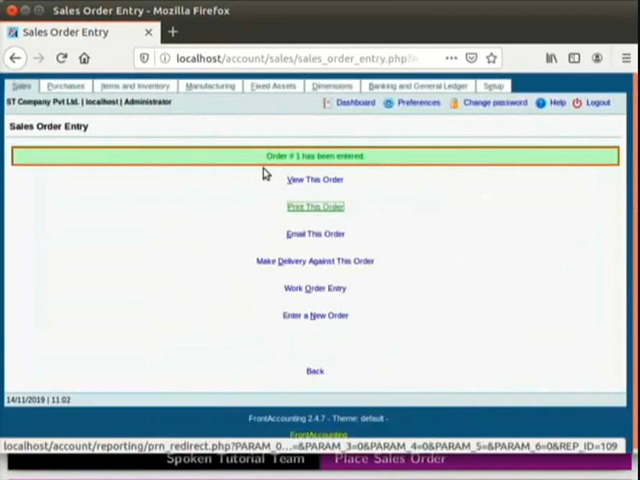 Sales Order Entry - Mozilla Firefox
Sales Order Entry
localhost/account/sales/sales_order_entry.php?
Sales Purchases Items and Inventory Manufacturing Fixed Assets Dimensions Banking and General Ledger Setup
ST Company Pvt Ltd. | localhost | Administrator Dashboard Preferences Change password Help Logout
Sales Order Entry
Order # 1 has been entered.
View This Order
Print This Order
Email This Order
Make Delivery Against This Order
Work Order Entry
Enter a New Order
Back
14/11/2019 | 11:02
FrontAccounting 2.4.7 - Theme: default -
FrontAccounting
localhost/account/reporting/prn_redirect.php?PARAM_0...=&PARAM_3=0&PARAM_4=0&PARAM_5=&PARAM_6=0&REP_ID=109
Spoken Tutorial Team Place Sales Order